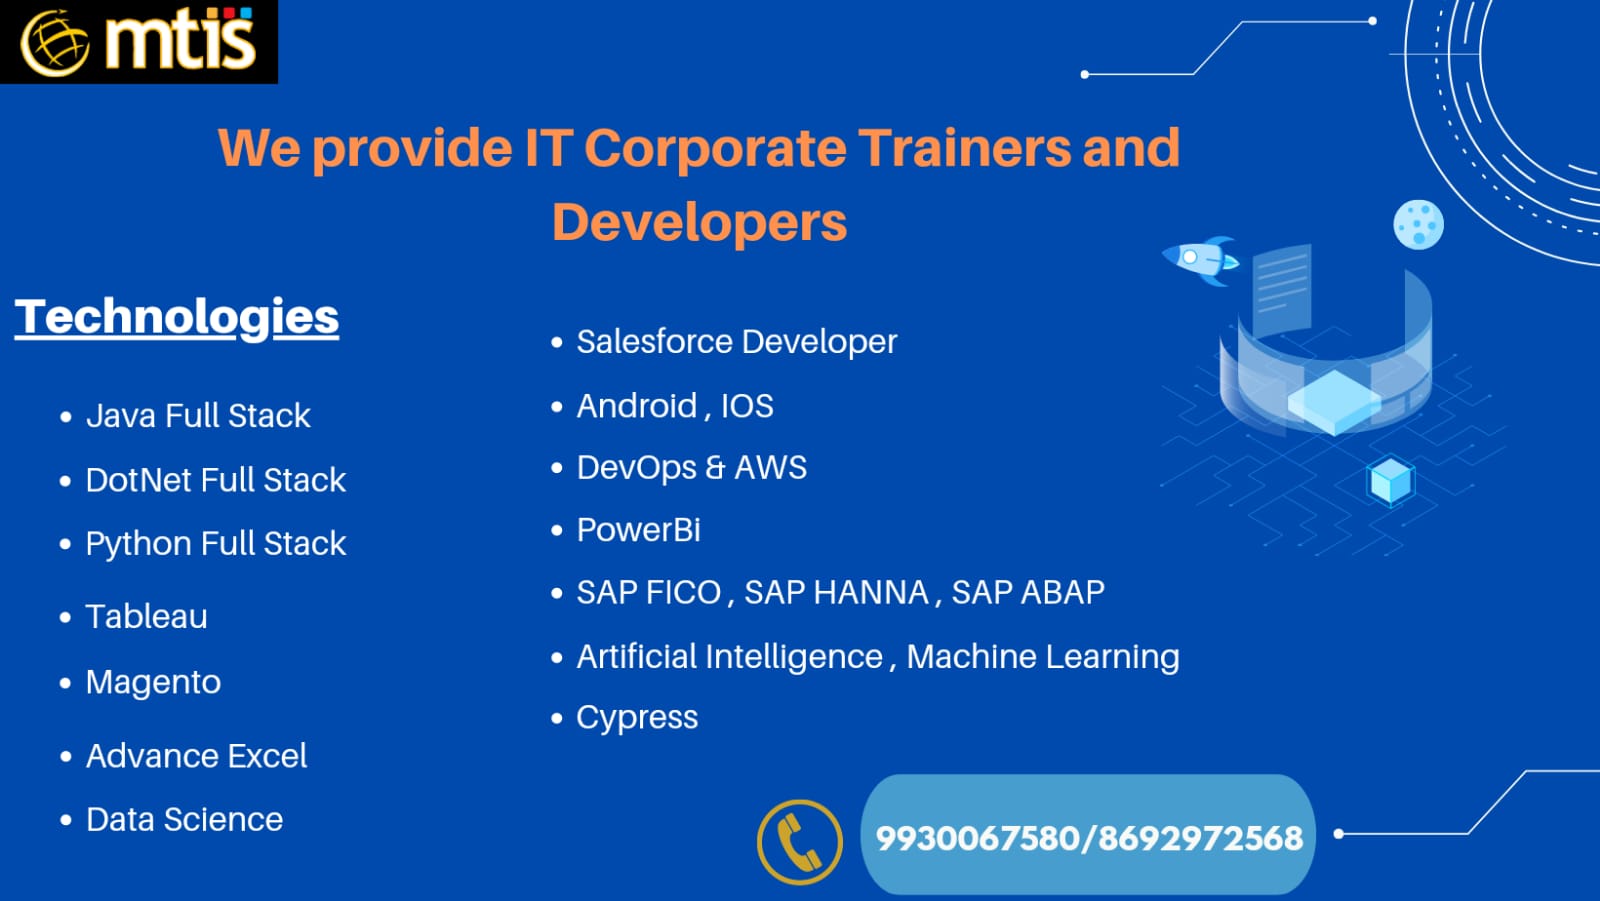 mtis
We provide IT Corporate Trainers and
Developers
Technologies
Java Full Stack
DotNet Full Stack
Python Full Stack
Tableau
Magento
Advance Excel
Data Science
Salesforce Developer
Android , IOS
DevOps & AWS
PowerBi
SAP FICO , SAP HANNA , SAP ABAP
Artificial Intelligence , Machine Learning
Cypress
9930067580/8692972568